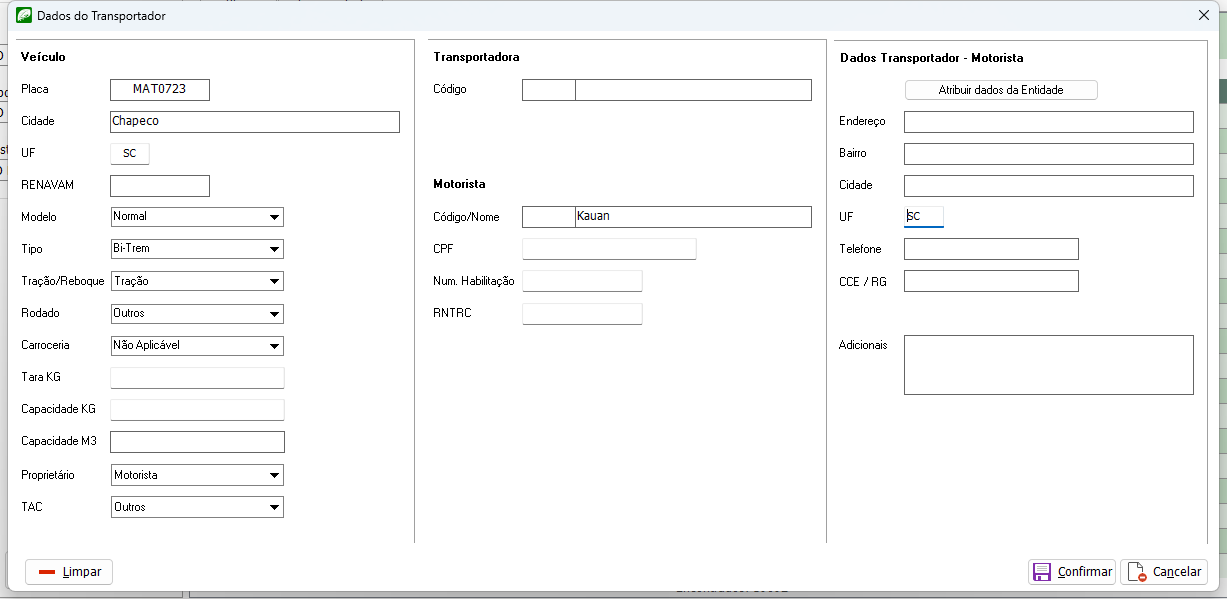 Dados do Transportador
Veículo
Placa MAT0723
Cidade Chapeco
UF SC
RENAVAM
Modelo Normal
Tipo Bi-Trem
Tração/Reboque Tração
Rodado Outros
Carroceria Não Aplicável
Tara KG
Capacidade KG
Capacidade M3
Proprietário Motorista
TAC Outros
Transportadora
Código
Motorista
Código/Nome Kauan
CPF
Num. Habilitação
RNTRC
Dados Transportador - Motorista
Atribuir dados da Entidade
Endereço
Bairro
Cidade
UF SC
Telefone
CCE / RG
Adicionais
Limpar
Confirmar
Cancelar